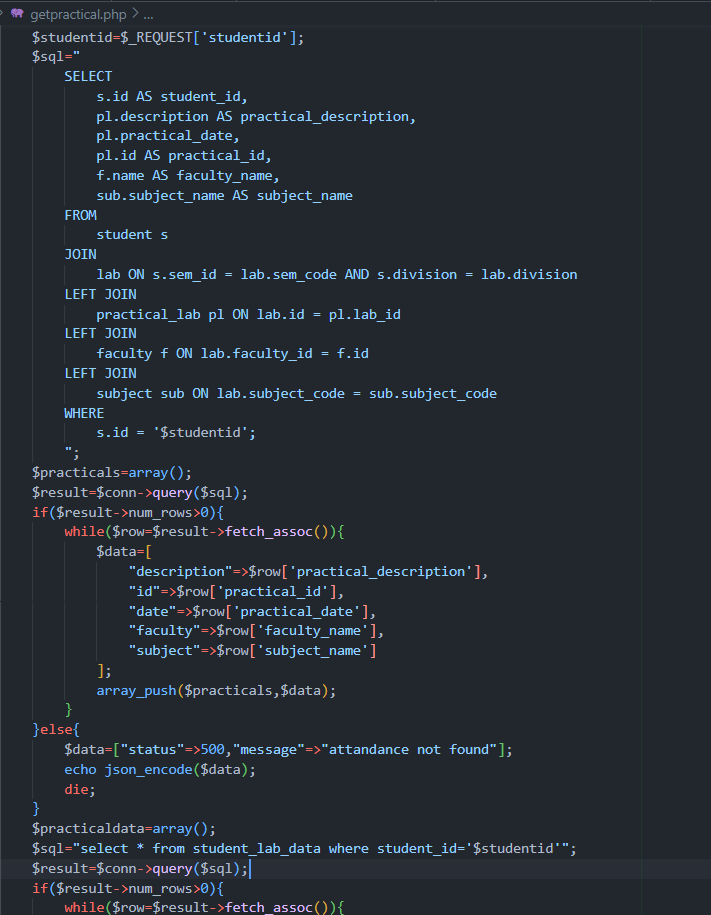 getpractical.php > ...
$studentid=$_REQUEST['studentid'];
$sql="
SELECT
s.id AS student_id,
pl.description AS practical_description,
pl.practical_date,
pl.id AS practical_id,
f.name AS faculty_name,
sub.subject_name AS subject_name
FROM
student s
JOIN
lab ON s.sem_id = lab.sem_code AND s.division = lab.division
LEFT JOIN
practical_lab pl ON lab.id = pl.lab_id
LEFT JOIN
faculty f ON lab.faculty_id = f.id
LEFT JOIN
subject sub ON lab.subject_code = sub.subject_code
WHERE
s.id = '$studentid';
";
$practicals=array();
$result=$conn->query($sql);
if($result->num_rows>0){
while($row=$result->fetch_assoc()){
$data=[
"description"=>$row['practical_description'],
"id"=>$row['practical_id'],
"date"=>$row['practical_date'],
"faculty"=>$row['faculty_name'],
"subject"=>$row['subject_name']
];
array_push($practicals,$data);
}
}else{
$data=["status"=>500,"message"=>"attandance not found"];
echo json_encode($data);
die;
}
$practicaldata=array();
$sql="select * from student_lab_data where student_id='$studentid'";
$result=$conn->query($sql);
if($result->num_rows>0){
while($row=$result->fetch_assoc()){